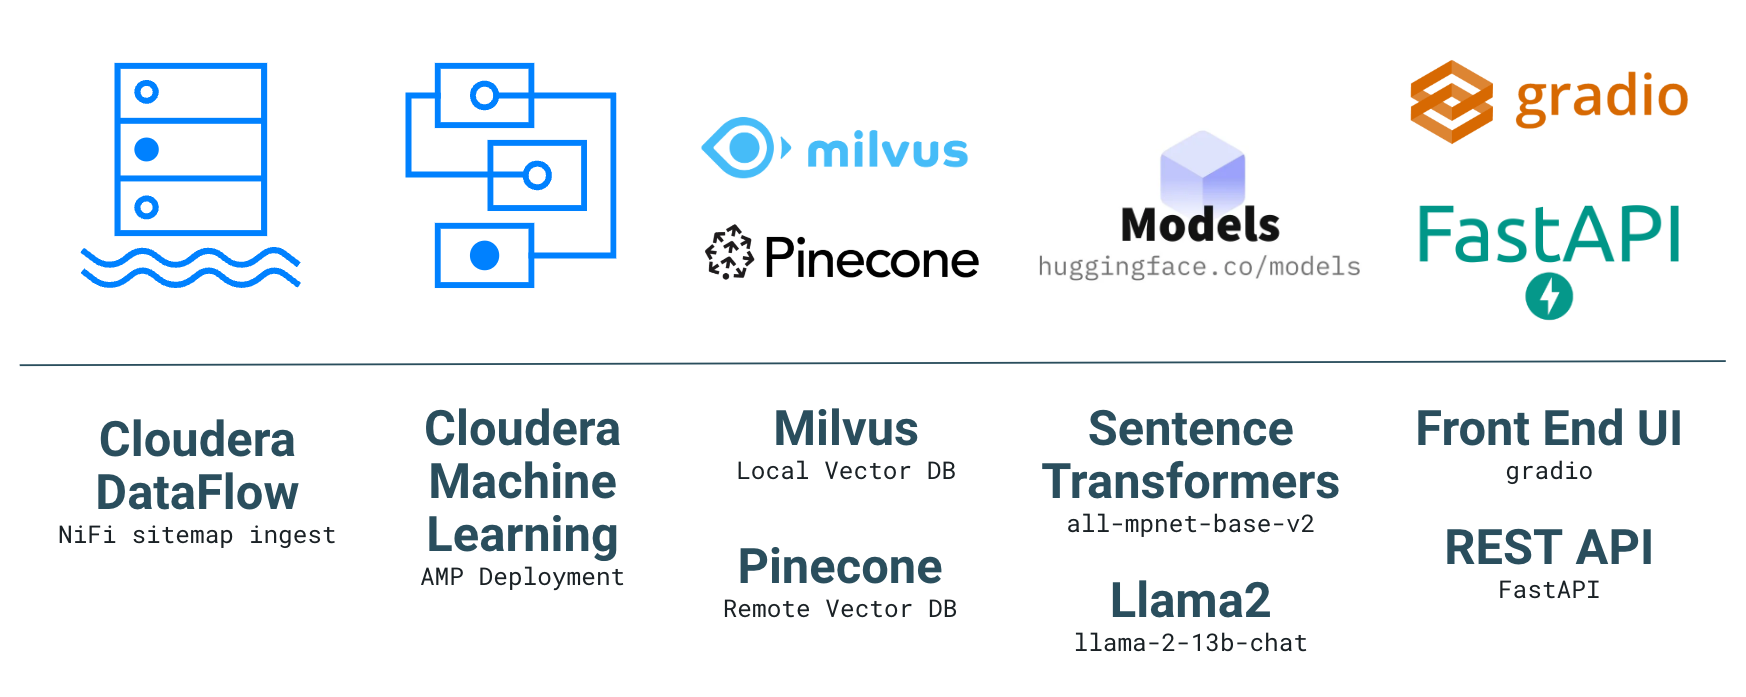 milvus
Pinecone
Models
huggingface.co/models
gradio
FastAPI
Cloudera
DataFlow
NiFi sitemap ingest
Cloudera
Machine
Learning
AMP Deployment
Milvus
Local Vector DB
Pinecone
Remote Vector DB
Sentence
Transformers
all-mpnet-base-v2
Llama2
llama-2-13b-chat
Front End UI
gradio
REST API
FastAPI